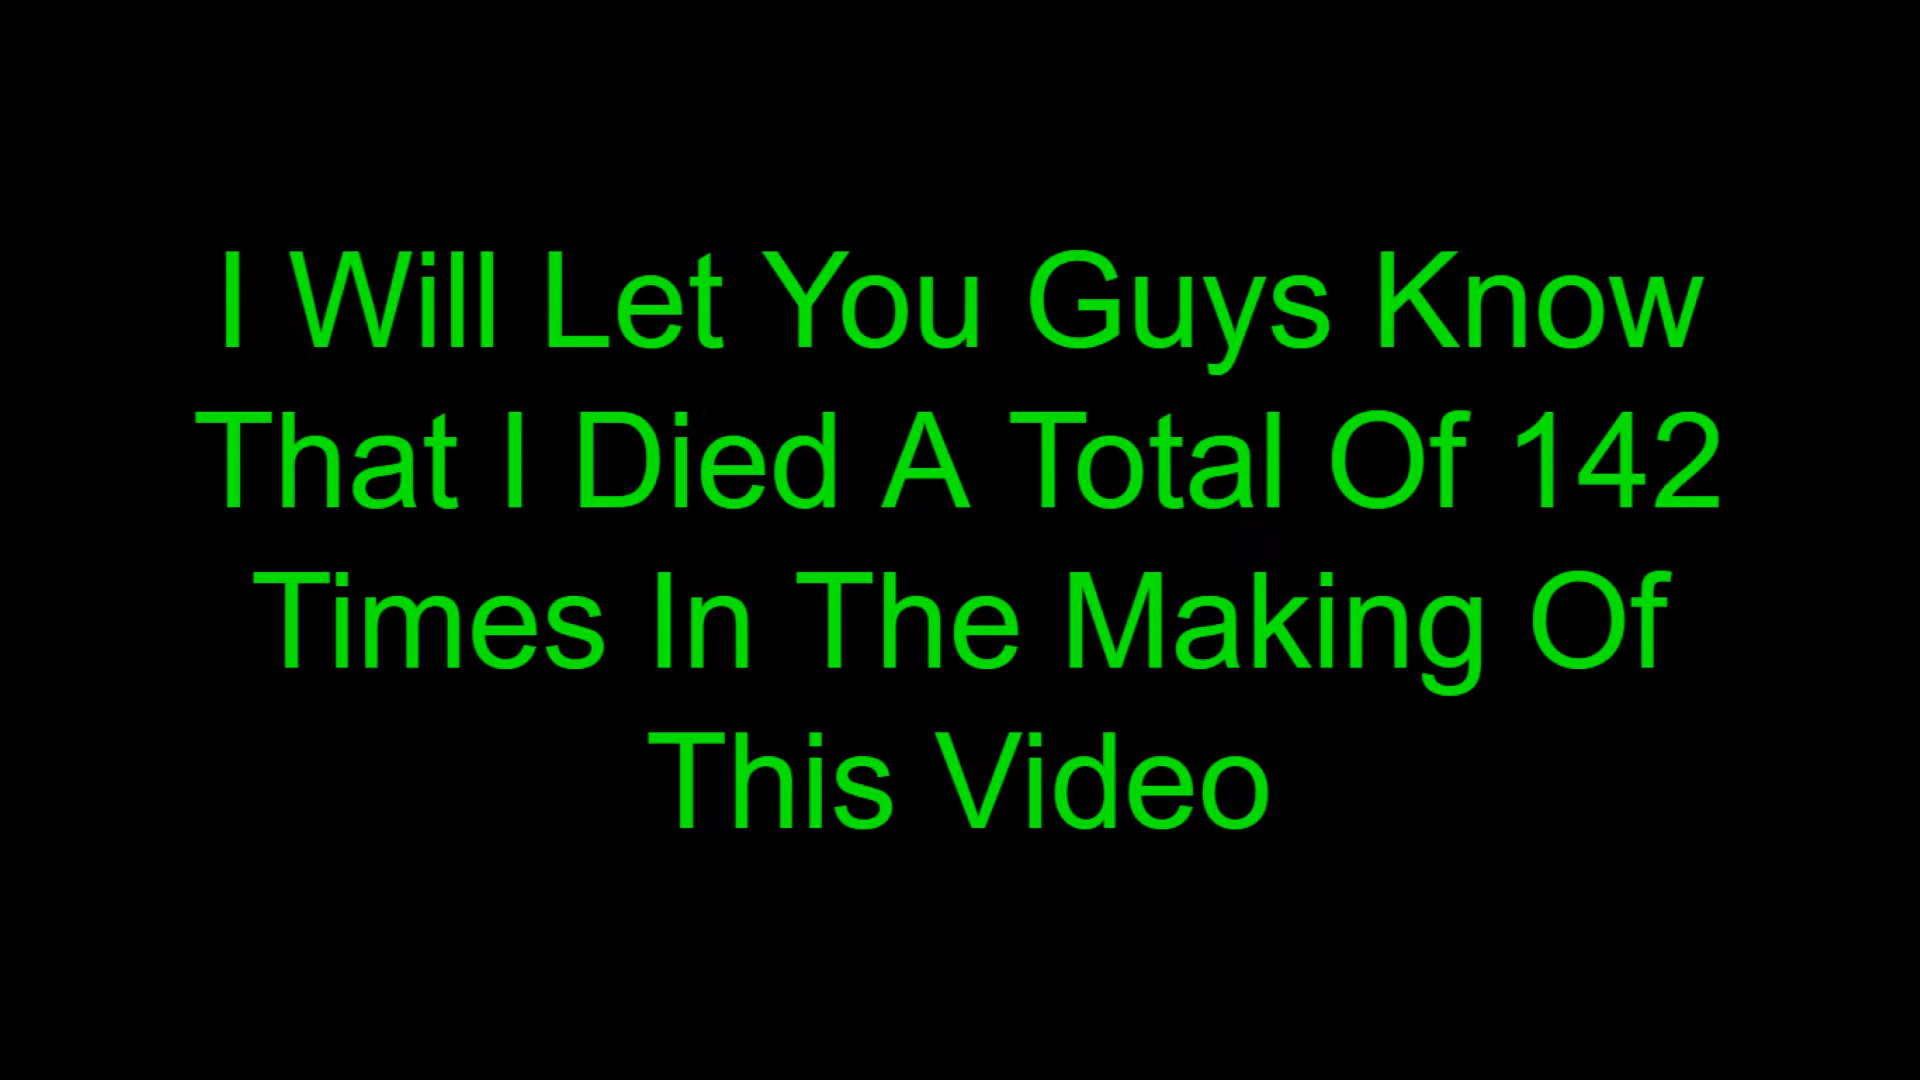 I Will Let You Guys Know
That I Died A Total Of 142
Times In The Making Of
This Video